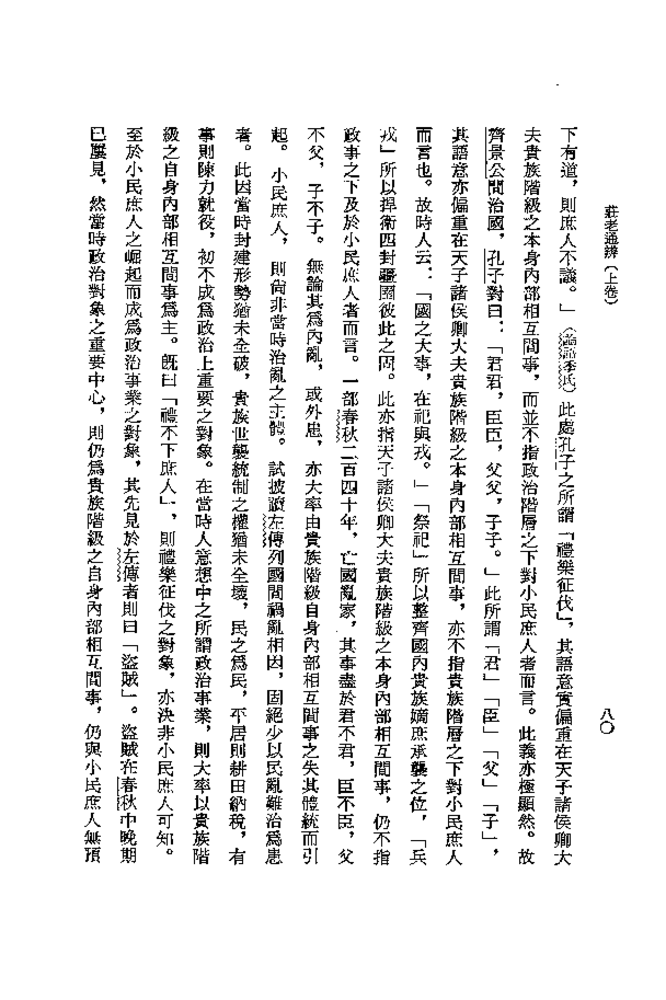 莊老通辨（上卷）
八〇
下有道，則庶人不議。」（論語季氏）此處孔子之所謂「禮樂征伐」，其語意實偏重在天子諸侯卿大
夫貴族階級之本身內部相互間事，而並不指政治階層之下對小民庶人者而言。此義亦極顯然。故
齊景公問治國，孔子對曰：「君君，臣臣，父父，子子。」此所謂「君」「臣」「父」「子」，
其語意亦偏重在天子諸侯卿大夫貴族階級之本身內部相互間事，亦不指貴族階層之下對小民庶人
而言也。故時人云：「國之大事，在祀與戎。」「祭祀」所以整齊國內貴族嫡庶承襲之位，「兵
戎」所以捍衛四封疆圉彼此之固。此亦指天子諸侯卿大夫貴族階級之本身內部相互間事，仍不指
政事之下及於小民庶人者而言。一部春秋二百四十年，亡國亂家，其事盡於君不君，臣不臣，父
不父，子不子。無論其爲內亂，或外患，亦大率由貴族階級自身內部相互間事之失其體統而引
起。小民庶人，則尙非當時治亂之主體。試披讀左傳列國間禍亂相因，固絕少以民亂難治爲患
者。此因當時封建形勢猶未全破，貴族世襲統制之權猶未全壞，民之爲民，平居則耕田納稅，有
事則陳力就役，初不成爲政治上重要之對象。在當時人意想中之所謂政治事業，則大率以貴族階
級之自身內部相互間事爲主。旣曰「禮不下庶人」，則禮樂征伐之對象，亦決非小民庶人可知。
至於小民庶人之崛起而成爲政治事業之對象，其先見於左傳者則曰「盜賊」。盜賊在春秋中晚期
已屢見，然當時政治對象之重要中心，則仍爲貴族階級之自身內部相互間事，仍與小民庶人無預